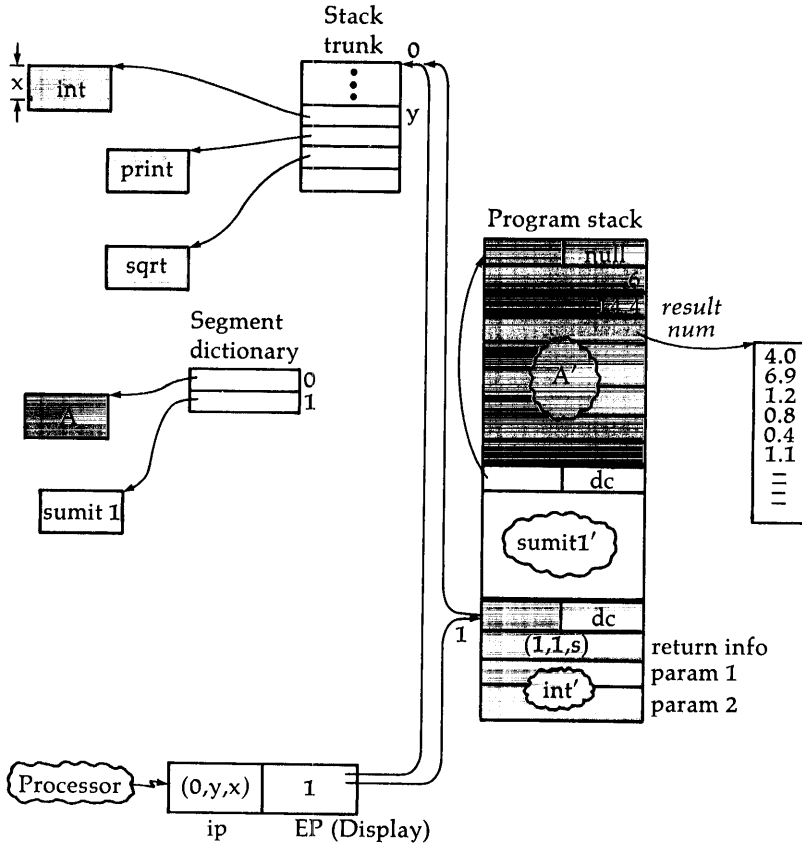 Stack
trunk
0
x
int
y
print
sqrt
Program stack
null
6
result
num
Segment
dictionary
0
1
A
A'
4.0
6.9
1.2
0.8
0.4
1.1
sumit 1
dc
sumit1'
1
dc
(1,1,s)
return info
param 1
int'
param 2
Processor
(0,y,x)
1
ip
EP (Display)